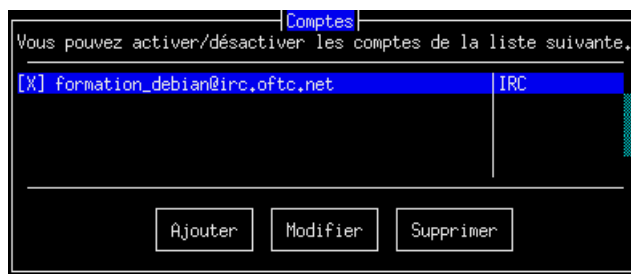 Comptes
Vous pouvez activer/désactiver les comptes de la liste suivante.
[X] formation_debian@irc.oftc.net IRC
Ajouter Modifier Supprimer